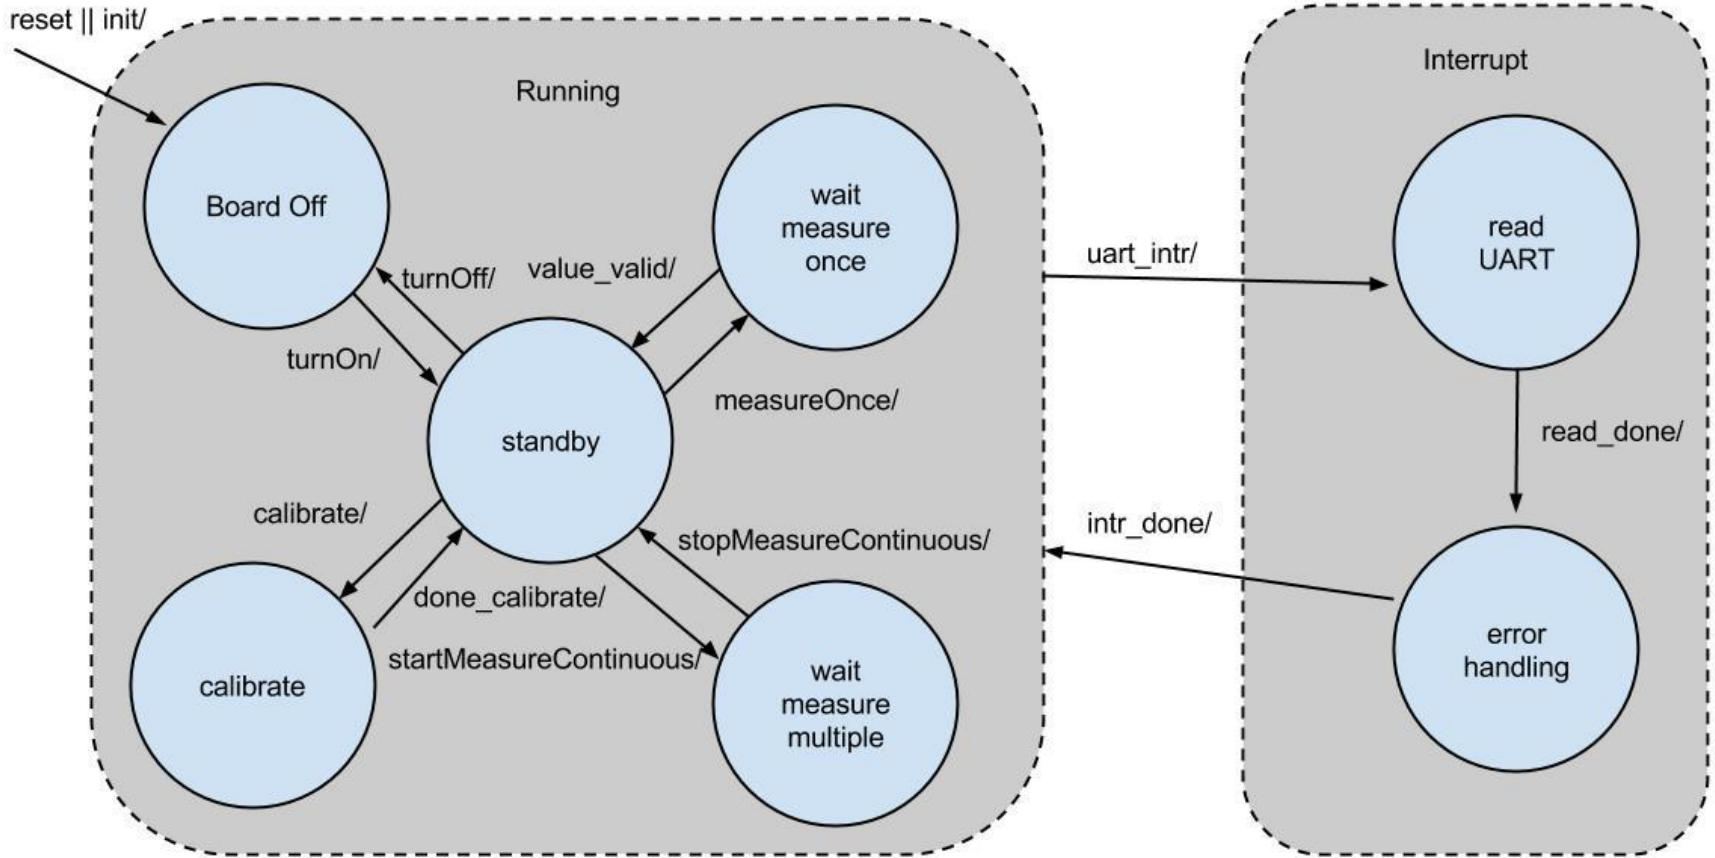 reset || init/
Running
Board Off
wait
measure
once
turnOff/
value_valid/
turnOn/
measureOnce/
standby
calibrate/
stopMeasureContinuous/
done_calibrate/
startMeasureContinuous/
calibrate
wait
measure
multiple
uart_intr/
intr_done/
Interrupt
read
UART
read_done/
error
handling